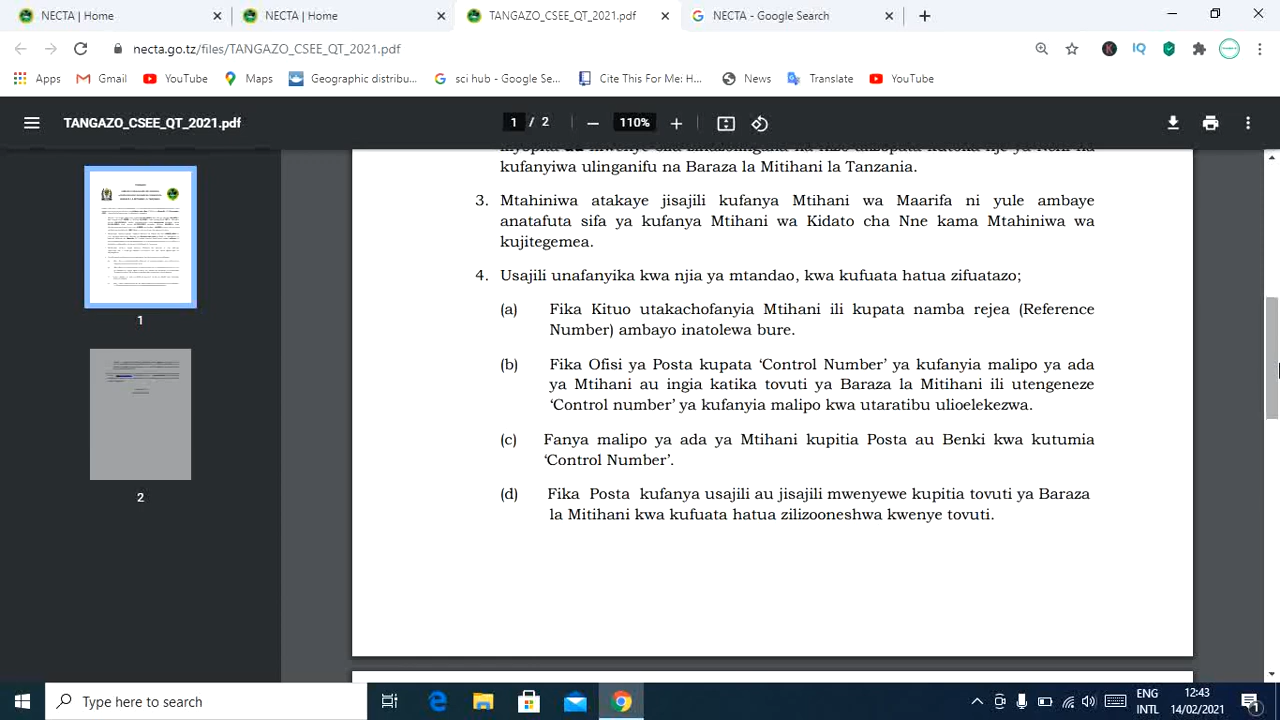 NECTA | Home
NECTA | Home
TANGAZO_CSEE_QT_2021.pdf
NECTA - Google Search
necta.go.tz/files/TANGAZO_CSEE_QT_2021.pdf
Apps Gmail YouTube Maps Geographic distribu... sci hub - Google Se... Cite This For Me: H... News Translate YouTube
TANGAZO_CSEE_QT_2021.pdf
1 / 2
110%
kufanyiwa ulinganifu na Baraza la Mitihani la Tanzania.
3. Mtahiniwa atakaye jisajili kufanya Mtihani wa Maarifa ni yule ambaye
anatafuta sifa ya kufanya Mtihani wa Kidato cha Nne kama Mtahiniwa wa
kujitegemea.
4. Usajili unafanyika kwa njia ya mtandao, kwa kufuata hatua zifuatazo;
(a) Fika Kituo utakachofanyia Mtihani ili kupata namba rejea (Reference
Number) ambayo inatolewa bure.
(b) Fika Ofisi ya Posta kupata ‘Control Number’ ya kufanyia malipo ya ada
ya Mtihani au ingia katika tovuti ya Baraza la Mitihani ili utengeneze
‘Control number’ ya kufanyia malipo kwa utaratibu ulioelekezwa.
(c) Fanya malipo ya ada ya Mtihani kupitia Posta au Benki kwa kutumia
‘Control Number’.
(d) Fika Posta kufanya usajili au jisajili mwenyewe kupitia tovuti ya Baraza
la Mitihani kwa kufuata hatua zilizooneshwa kwenye tovuti.
1
2
Type here to search
ENG
INTL
12:43
14/02/2021